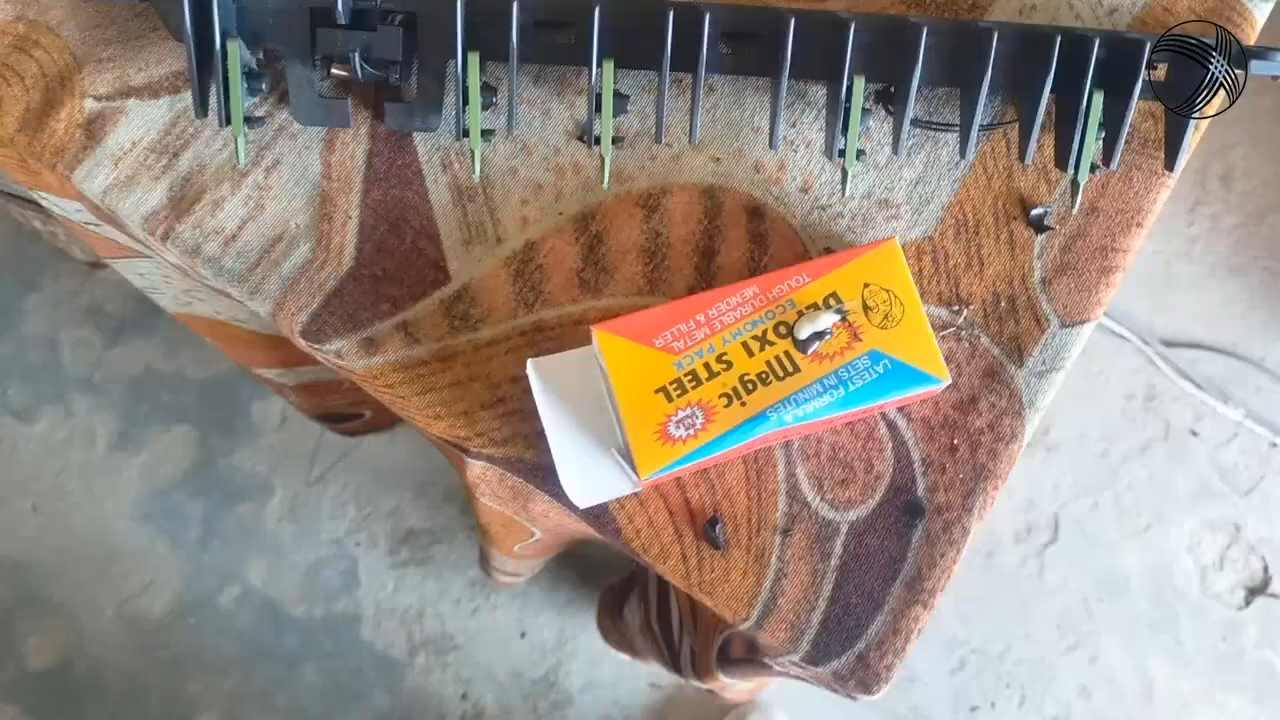 LATEST FORMULA
SETS IN MINUTES
Magic
DEPOXI STEEL
ECONOMY PACK
TOUGH DURABLE METAL
MENDER & FILLER